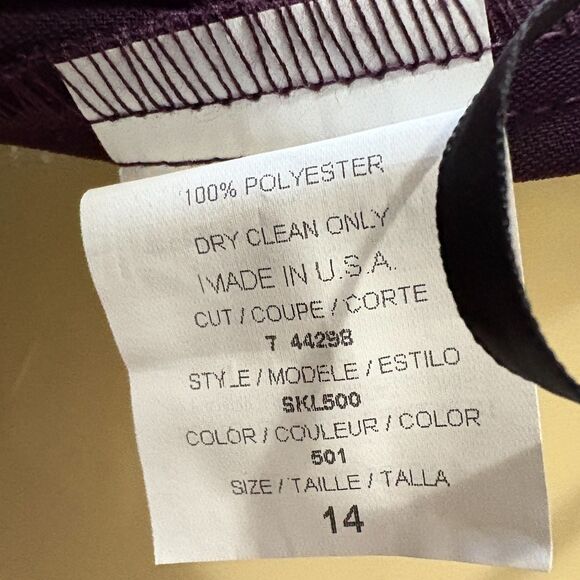 100% POLYESTER
DRY CLEAN ONLY
MADE IN U.S.A.
CUT / COUPE / CORTE
7 44298
STYLE / MODELE / ESTILO
SKL500
COLOR / COULEUR / COLOR
501
SIZE / TAILLE / TALLA
14